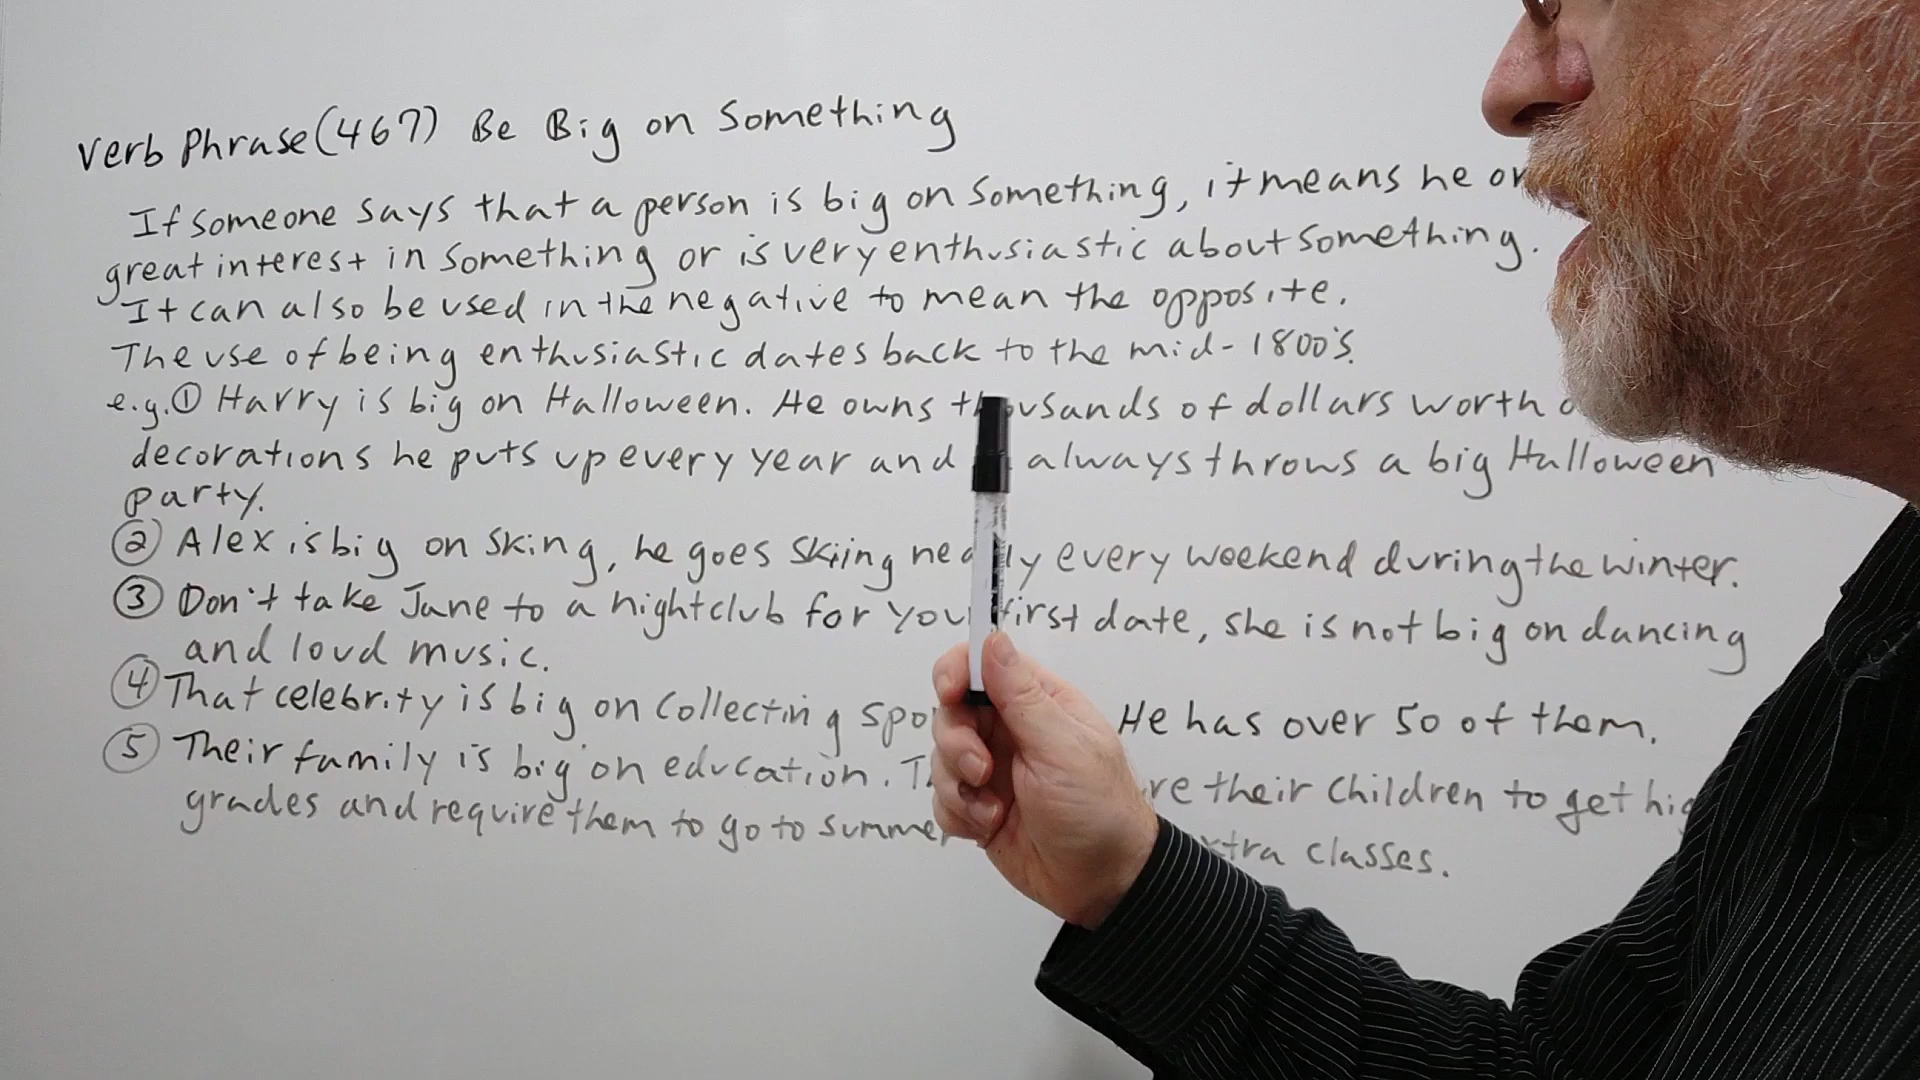 Verb Phrase (467) Be Big on Something
If someone says that a person is big on something, it means he or
great interest in something or is very enthusiastic about something.
It can also be used in the negative to mean the opposite.
The use of being enthusiastic dates back to the mid-1800's.
e.g. ① Harry is big on Halloween. He owns thousands of dollars worth
decorations he puts up every year and always throws a big Halloween
party.
② Alex is big on sking, he goes skiing nearly every weekend during the winter.
③ Don't take June to a nightclub for your first date, she is not big on dancing
and loud music.
④ That celebrity is big on collecting He has over 50 of them.
⑤ Their family is big on education. their children to get
grades and require them to go to summer classes.